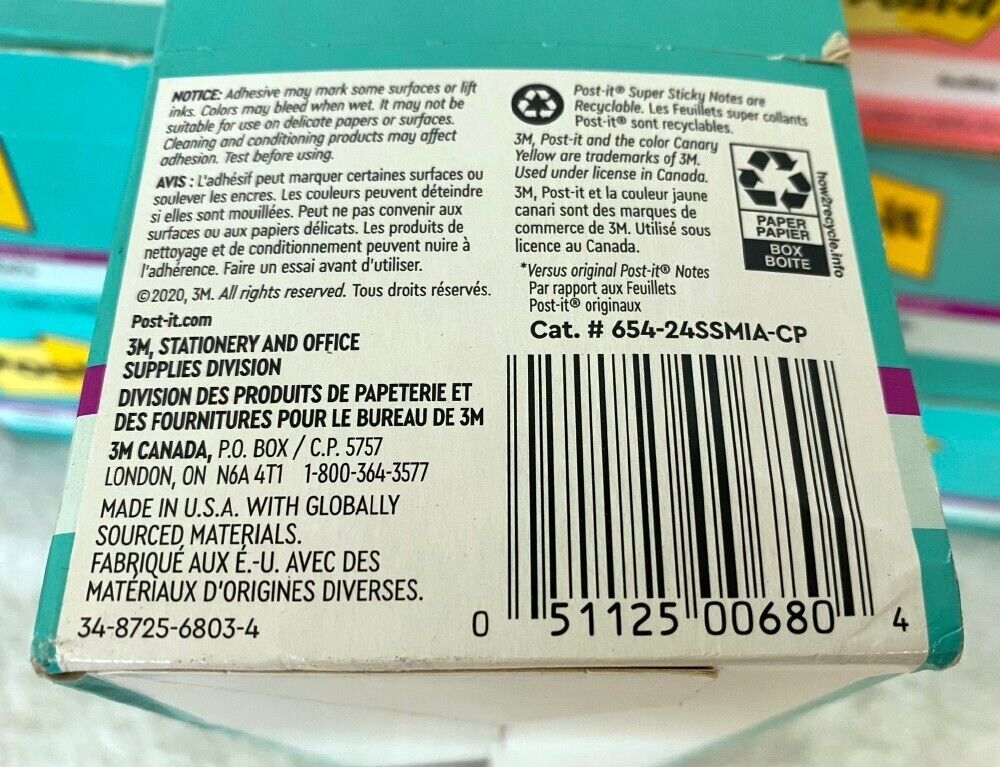 NOTICE: Adhesive may mark some surfaces or lift
inks. Colors may bleed when wet. It may not be
suitable for use on delicate papers or surfaces.
Cleaning and conditioning products may affect
adhesion. Test before using.
AVIS : L'adhésif peut marquer certaines surfaces ou
soulever les encres. Les couleurs peuvent déteindre
si elles sont mouillées. Peut ne pas convenir aux
surfaces ou aux papiers délicats. Les produits de
nettoyage et de conditionnement peuvent nuire à
l'adhérence. Faire un essai avant d'utiliser.
©2020, 3M. All rights reserved. Tous droits réservés.
Post-it.com
3M, STATIONERY AND OFFICE
SUPPLIES DIVISION
DIVISION DES PRODUITS DE PAPETERIE ET
DES FOURNITURES POUR LE BUREAU DE 3M
3M CANADA, P.O. BOX / C.P. 5757
LONDON, ON N6A 4T1 1-800-364-3577
MADE IN U.S.A. WITH GLOBALLY
SOURCED MATERIALS.
FABRIQUÉ AUX É.-U. AVEC DES
MATÉRIAUX D'ORIGINES DIVERSES.
34-8725-6803-4
Post-it® Super Sticky Notes are
Recyclable. Les Feuillets super collants
Post-it® sont recyclables.
3M, Post-it and the color Canary
Yellow are trademarks of 3M.
Used under license in Canada.
3M, Post-it et la couleur jaune
canari sont des marques de
commerce de 3M. Utilisé sous
licence au Canada.
*Versus original Post-it® Notes
Par rapport aux Feuillets
Post-it® originaux
PAPER
PAPIER
BOX
BOITE
how2recycle.info
Cat. # 654-24SSMIA-CP
0 51125 00680 4